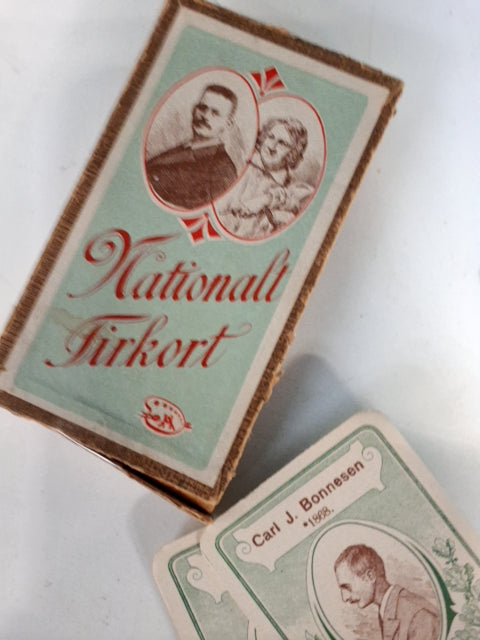 Nationalt
Firkort
Carl J. Bonnesen
*1868.